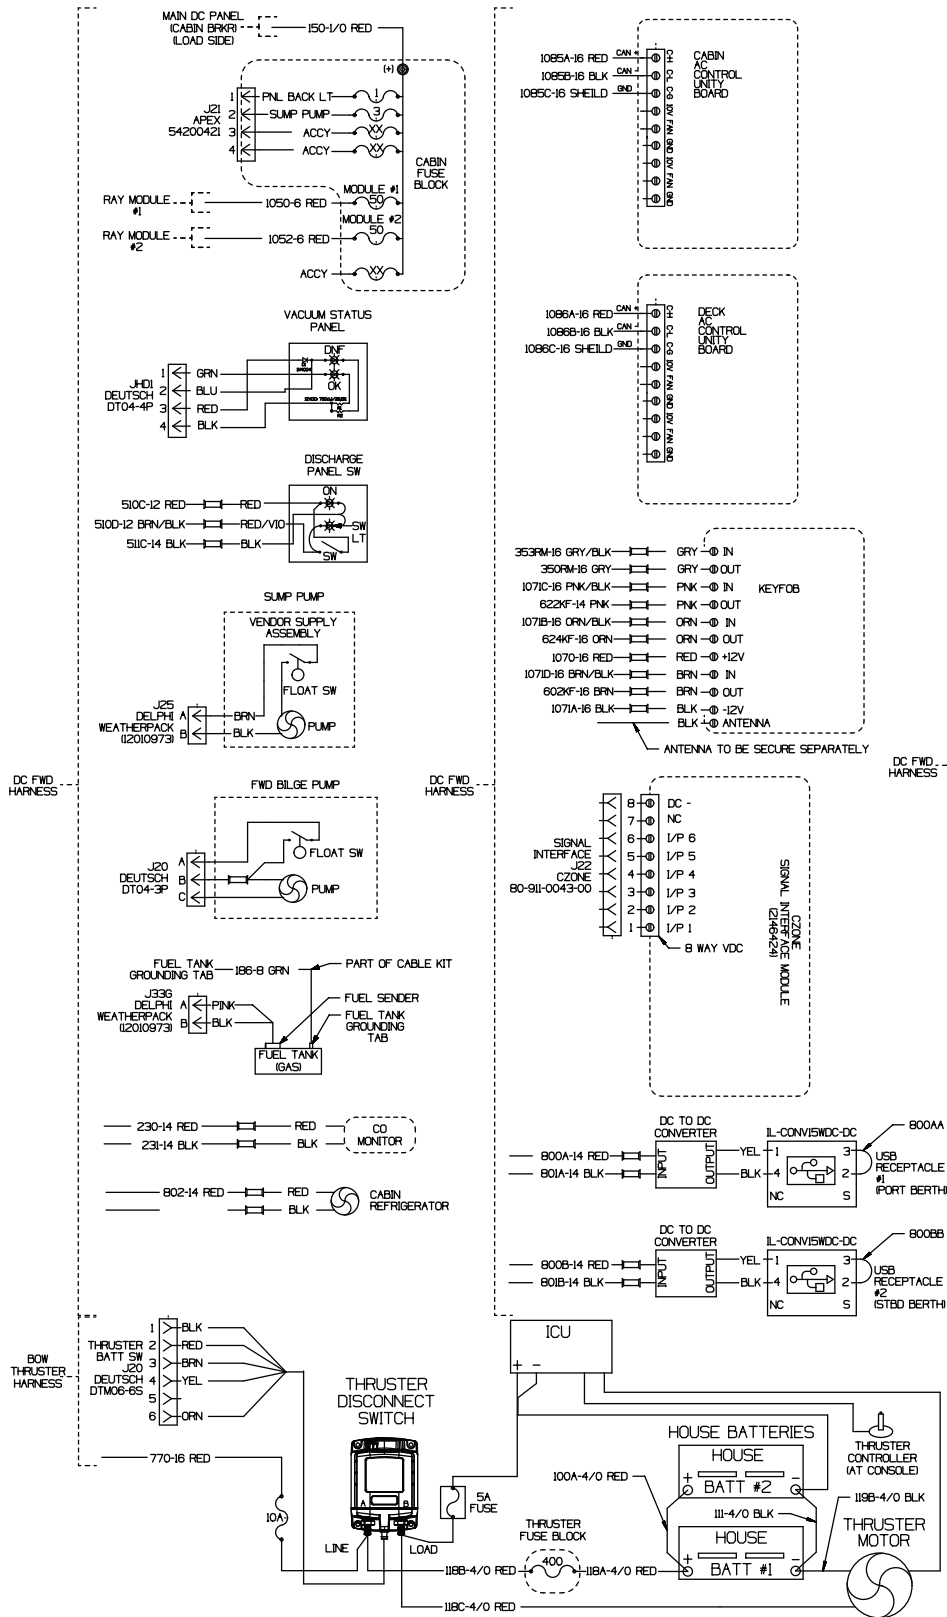 MAIN DC PANEL
(CABIN BRKR)
(LOAD SIDE)
150-1/0 RED
(+)
J21
APEX
54200421
1 PNL BACK LT 1
2 SUMP PUMP 3
3 ACCY XX
4 ACCY XX
CABIN
FUSE
BLOCK
RAY MODULE
#1
1050-6 RED
MODULE #1
50
RAY MODULE
#2
1052-6 RED
MODULE #2
50
ACCY XX
VACUUM STATUS
PANEL
DNF
OK
JHD1
DEUTSCH
DT04-4P
1 GRN
2 BLU
3 RED
4 BLK
DISCHARGE
PANEL SW
ON
SW
LT
SW
510C-12 RED RED
510D-12 BRN/BLK RED/VIO
511C-14 BLK BLK
SUMP PUMP
VENDOR SUPPLY
ASSEMBLY
FLOAT SW
PUMP
J25
DELPHI
WEATHERPACK
(12010973)
A BRN
B BLK
DC FWD
HARNESS
FWD BILGE PUMP
FLOAT SW
PUMP
J20
DEUTSCH
DT04-3P
A
B
C
FUEL TANK
GROUNDING TAB
186-8 GRN
PART OF CABLE KIT
J33G
DELPHI
WEATHERPACK
(12010973)
A PINK
B BLK
FUEL SENDER
FUEL TANK
GROUNDING
TAB
FUEL TANK
(GAS)
230-14 RED RED
231-14 BLK BLK
CO
MONITOR
802-14 RED RED
BLK
CABIN
REFRIGERATOR
1085A-16 RED CAN + C-H
1085B-16 BLK CAN - C-L
1085C-16 SHEILD GND C-G
10V
FAN
GND
10V
FAN
GND
CABIN
AC
CONTROL
UNITY
BOARD
1086A-16 RED CAN + C-H
1086B-16 BLK CAN - C-L
1086C-16 SHEILD GND C-G
10V
FAN
GND
10V
FAN
GND
DECK
AC
CONTROL
UNITY
BOARD
353RM-16 GRY/BLK GRY IN
350RM-16 GRY GRY OUT
1071C-16 PNK/BLK PNK IN
622KF-14 PNK PNK OUT
1071B-16 ORN/BLK ORN IN
624KF-16 ORN ORN OUT
1070-16 RED RED +12V
1071D-16 BRN/BLK BRN IN
602KF-16 BRN BRN OUT
1071A-16 BLK BLK -12V
BLK ANTENNA
KEYFOB
ANTENNA TO BE SECURE SEPARATELY
DC FWD
HARNESS
DC FWD
HARNESS
SIGNAL
INTERFACE
J22
CZONE
80-911-0043-00
8 DC -
7 NC
6 I/P 6
5 I/P 5
4 I/P 4
3 I/P 3
2 I/P 2
1 I/P 1
8 WAY VDC
CZONE
SIGNAL INTERFACE MODULE
(2146424)
DC TO DC
CONVERTER
IL-CONV15WDC-DC
800AA
800A-14 RED
801A-14 BLK
INPUT
OUTPUT
YEL 1
BLK 4
3
2
NC S
USB
RECEPTACLE
#1
(PORT BERTH)
DC TO DC
CONVERTER
IL-CONV15WDC-DC
800BB
800B-14 RED
801B-14 BLK
INPUT
OUTPUT
YEL 1
BLK 4
3
2
NC S
USB
RECEPTACLE
#2
(STBD BERTH)
BOW
THRUSTER
HARNESS
THRUSTER
BATT SW
J20
DEUTSCH
DTM06-6S
1 BLK
2 RED
3 BRN
4 YEL
5
6 ORN
770-16 RED
10A
THRUSTER
DISCONNECT
SWITCH
A B
LINE
LOAD
5A
FUSE
ICU
+ -
HOUSE BATTERIES
HOUSE
+ -
BATT #2
100A-4/0 RED
111-4/0 BLK
HOUSE
+ -
BATT #1
THRUSTER
CONTROLLER
(AT CONSOLE)
119B-4/0 BLK
THRUSTER
MOTOR
THRUSTER
FUSE BLOCK
400
118B-4/0 RED
118A-4/0 RED
118C-4/0 RED